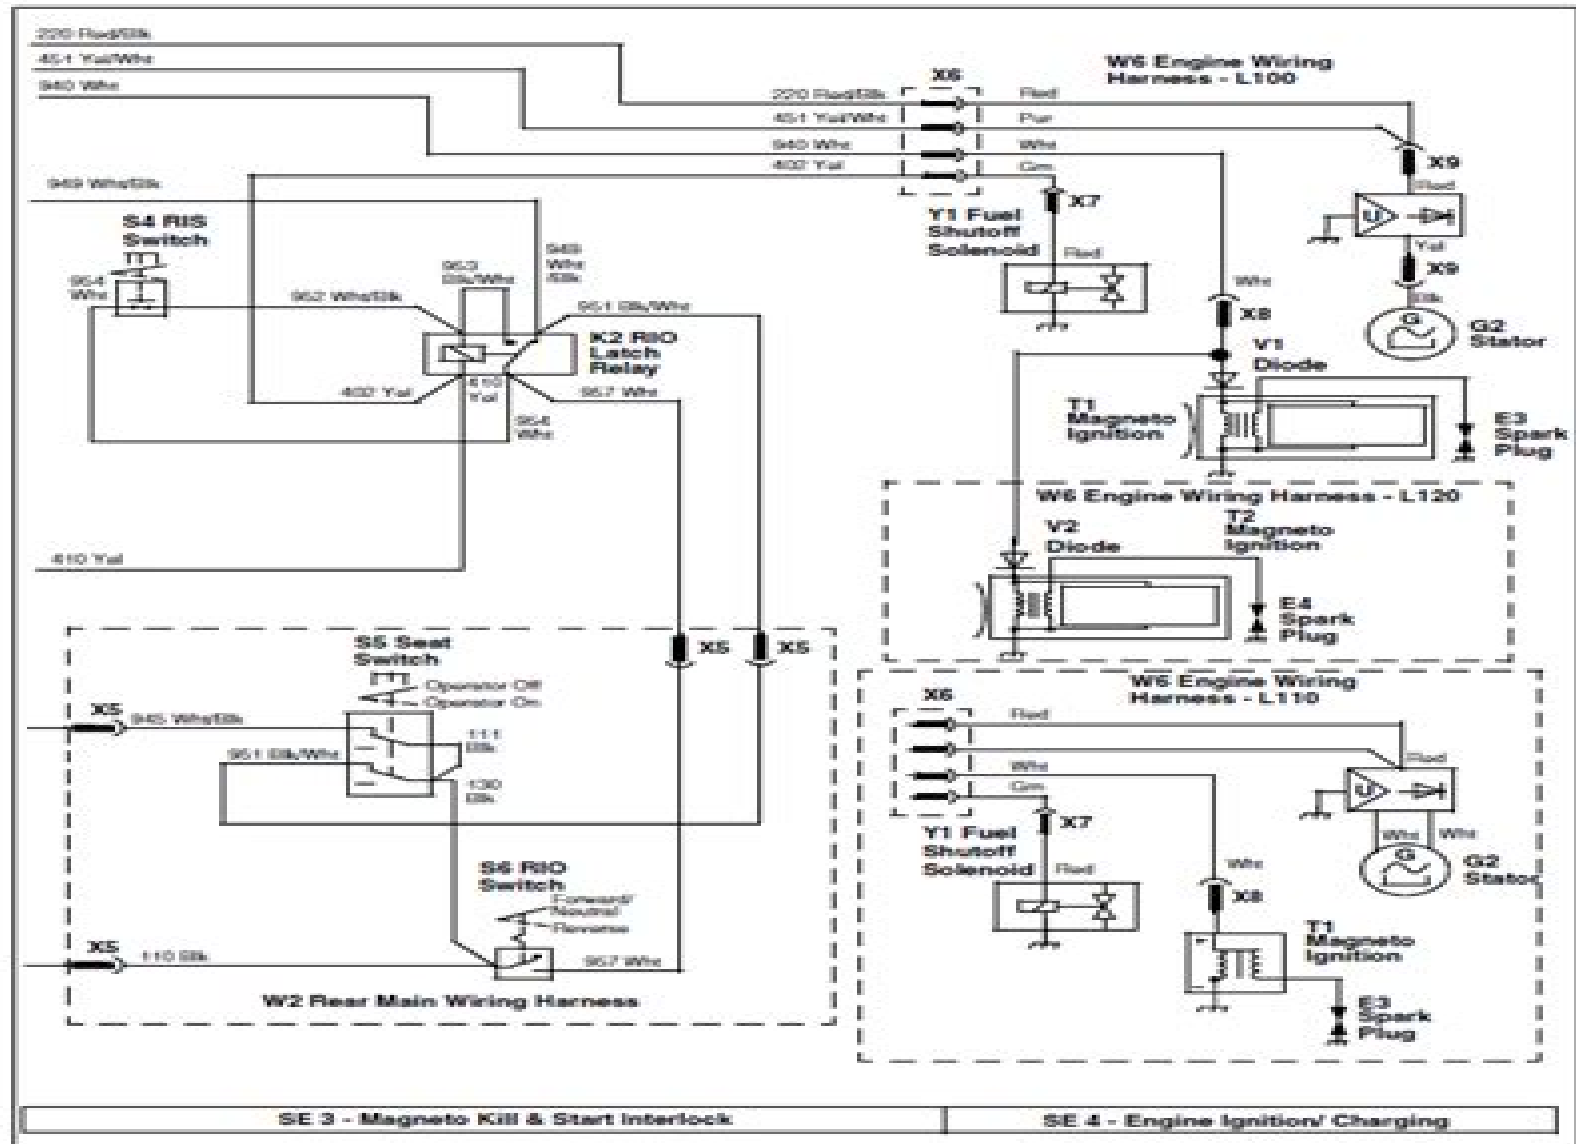 220 Red/Blk
451 Yel/Wht
940 Wht
W6 Engine Wiring
Harness - L100
X6
220 Red/Blk
Red
451 Yel/Wht
Pur
940 Wht
Wht
402 Yel
Grn
X9
Red
949 Wht/Blk
S4 RIS
Switch
X7
Y1 Fuel
Shutoff
Solenoid
Red
U
Yel
X9
Blk
954
Wht
952 Wht/Blk
953
Blk/Wht
949
Wht
/Blk
951 Blk/Wht
K2 RIO
Latch
Relay
Wht
X8
G
G2
Stator
V1
Diode
402 Yel
410
Yel
957 Wht
954
Wht
T1
Magneto
Ignition
E3
Spark
Plug
W6 Engine Wiring Harness - L120
V2
Diode
T2
Magneto
Ignition
410 Yel
E4
Spark
Plug
S5 Seat
Switch
X5
X5
Operator Off
Operator On
X5
945 Wht/Blk
951 Blk/Wht
111
Blk
130
Blk
W6 Engine Wiring
Harness - L110
X6
Red
Wht
Grn
Red
U
X7
Y1 Fuel
Shutoff
Solenoid
Red
Wht
Wht
G
G2
Stator
S6 RIO
Switch
Forward/
Neutral
Reverse
Wht
X8
X5
110 Blk
957 Wht
T1
Magneto
Ignition
W2 Rear Main Wiring Harness
E3
Spark
Plug
SE 3 - Magneto Kill & Start Interlock
SE 4 - Engine Ignition/ Charging